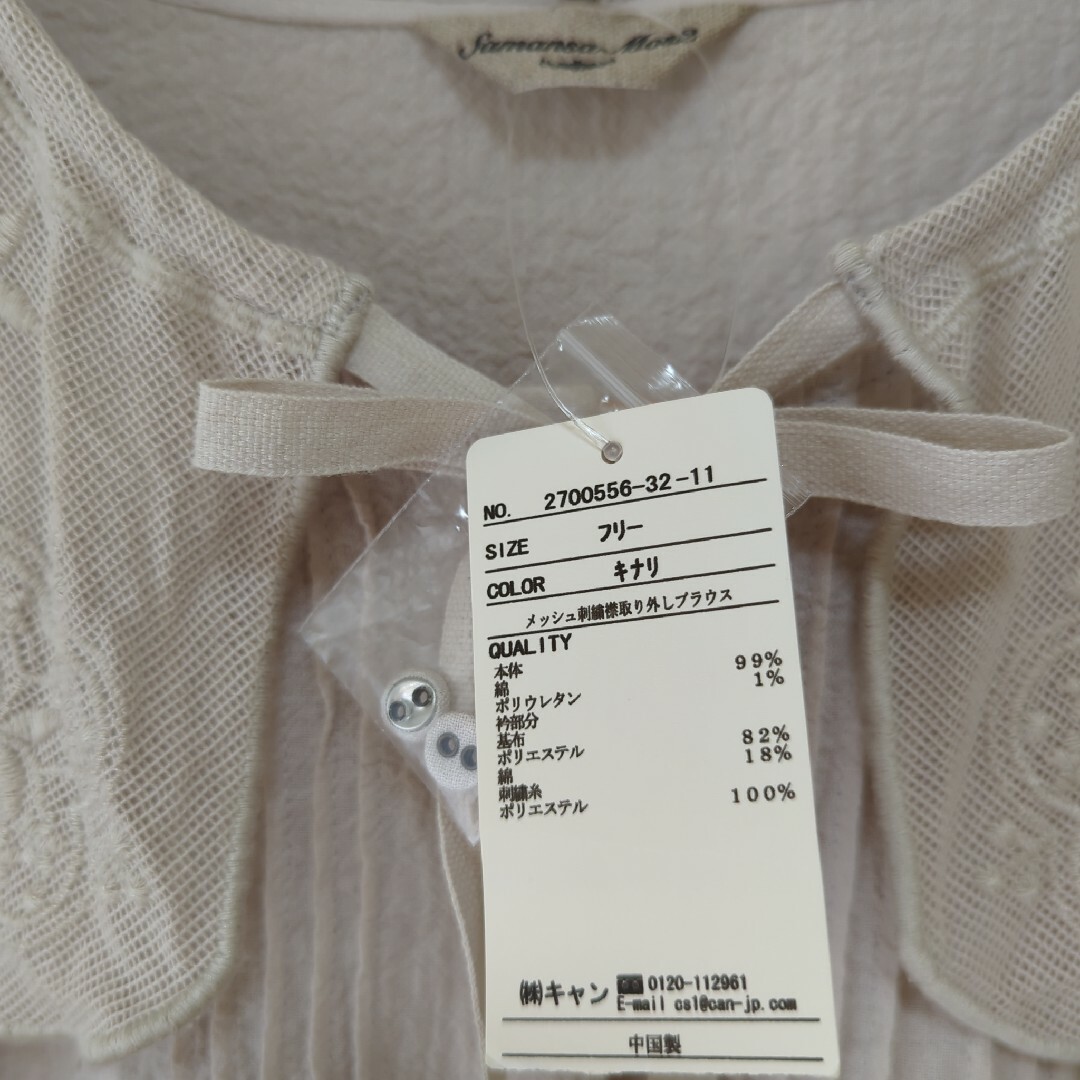 Samansa Mos2
NO. 2700556-32-11
SIZE フリー
COLOR キナリ
メッシュ刺繍襟取り外しブラウス
QUALITY
本体
綿 99%
ポリウレタン 1%
衿部分
基布
ポリエステル 82%
綿 18%
刺繍糸
ポリエステル 100%
㈱キャン 0120-112961
E-mail cs1@can-jp.com
中国製